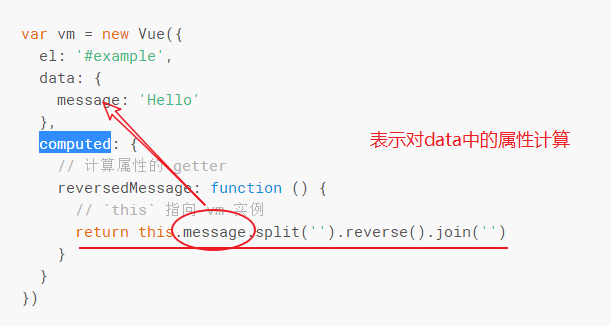 var vm = new Vue({
  el: '#example',
  data: {
    message: 'Hello'
  },
  computed: {
表示对data中的属性计算
    // 计算属性的 getter
    reversedMessage: function () {
      // `this` 指向 vm 实例
      return this.message.split('').reverse().join('')
    }
  }
})